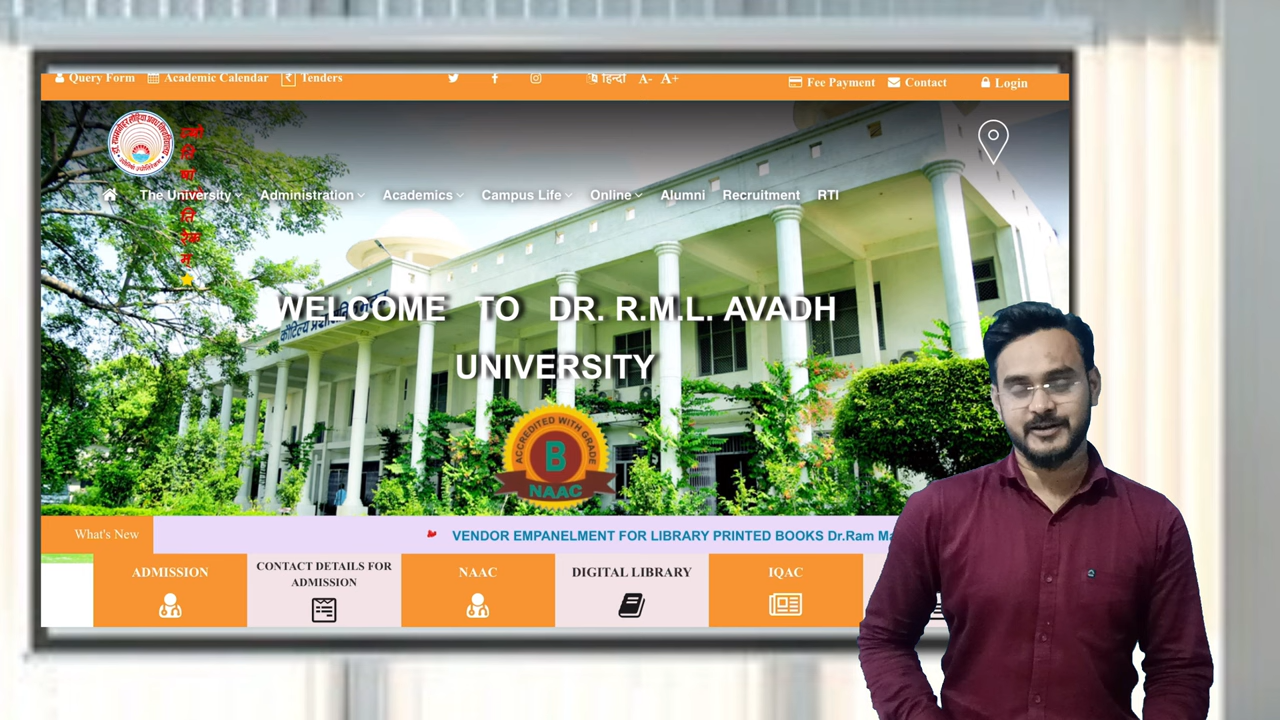 Query Form Academic Calendar Tenders हिन्दी A- A+ Fee Payment Contact Login
The University Administration Academics Campus Life Online Alumni Recruitment RTI
WELCOME TO DR. R.M.L. AVADH
UNIVERSITY
ACCREDITED WITH GRADE
B
NAAC
What's New VENDOR EMPANELMENT FOR LIBRARY PRINTED BOOKS Dr.Ram
ADMISSION
CONTACT DETAILS FOR
ADMISSION
NAAC
DIGITAL LIBRARY
IQAC